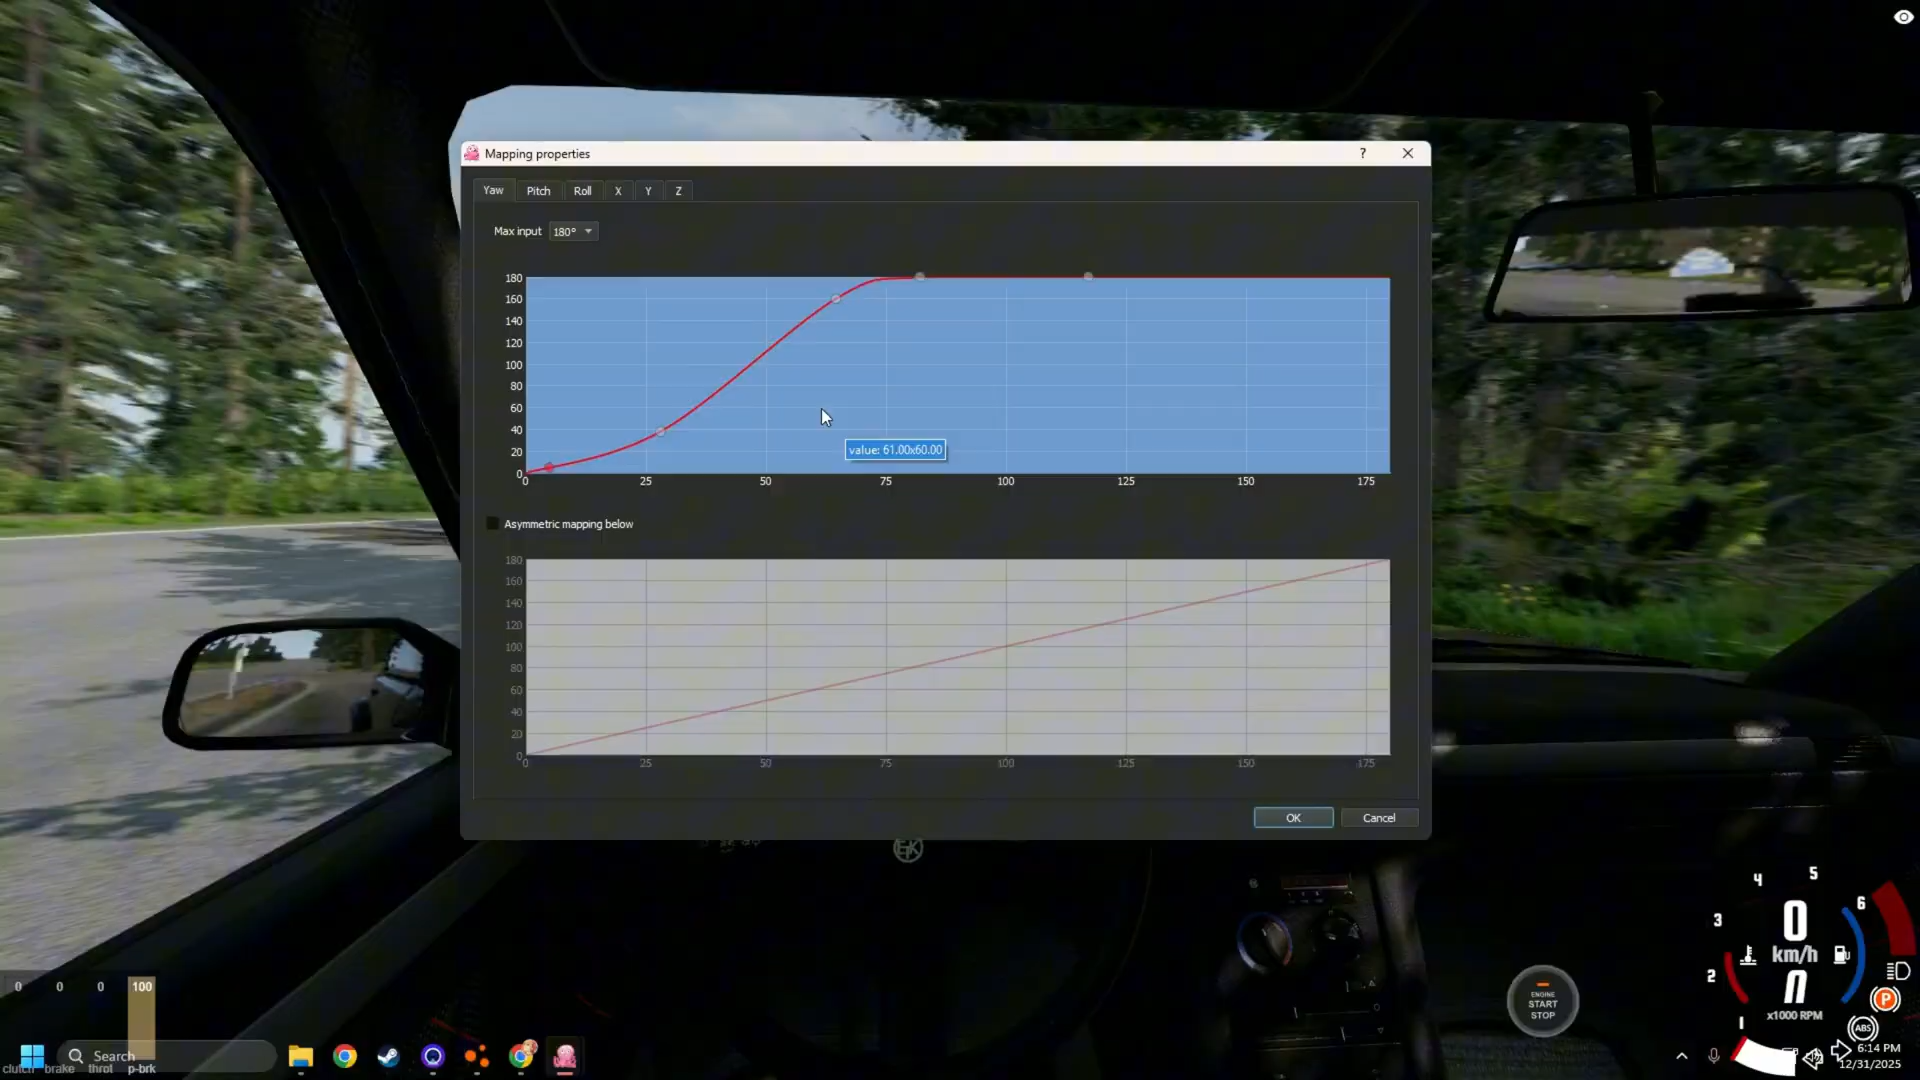 Mapping properties
?
Yaw Pitch Roll X Y Z
Max input 180°
180
160
140
120
100
80
60
40
20
0
value: 61.00x60.00
0 25 50 75 100 125 150 175
Asymmetric mapping below
180
160
140
120
100
80
60
40
20
0
0 25 50 75 100 125 150 175
OK Cancel
EK
1 2 3 4 5 6
0
km/h
n
x1000 RPM
ENGINE
START
STOP
P
ABS
0 0 0 100
Search
clutch brake throt p-brk
6:14 PM
12/31/2025